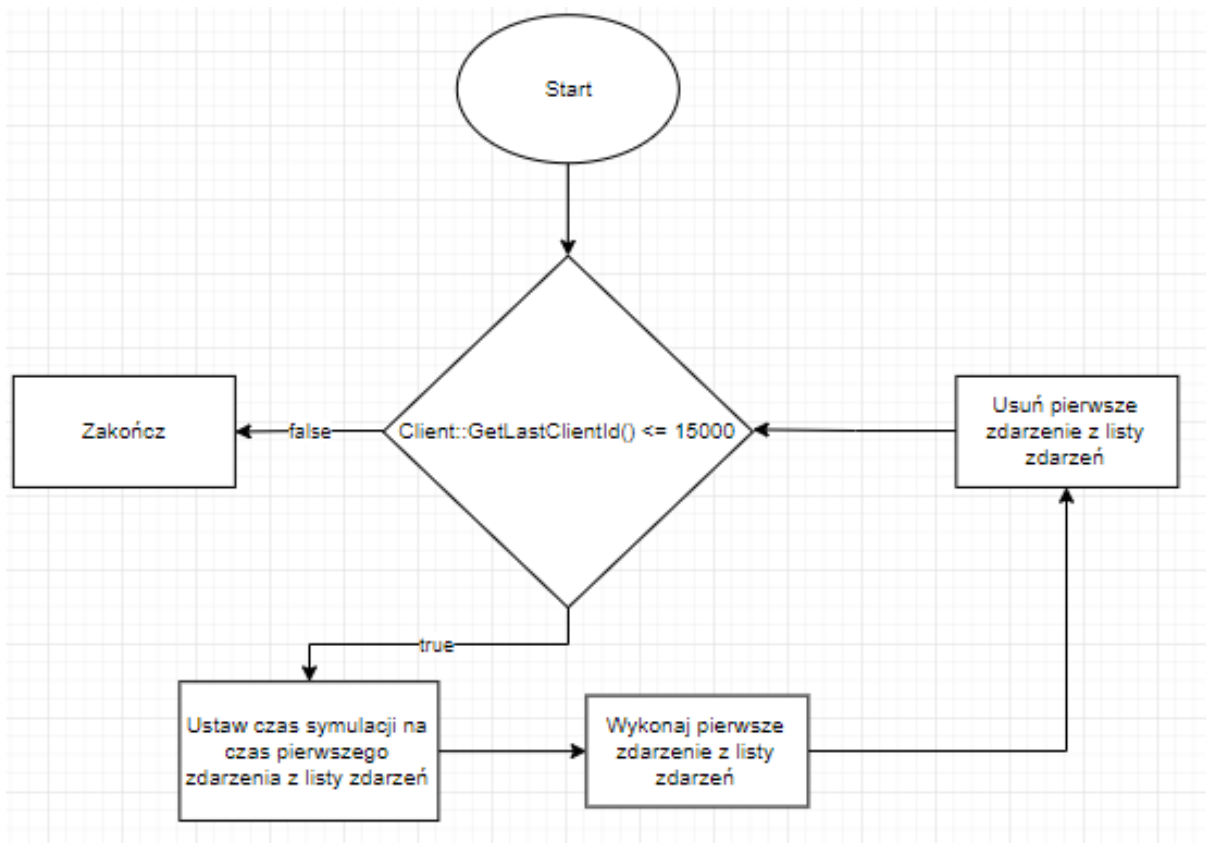 Start
Client::GetLastClientId() <= 15000
false
Zakończ
true
Ustaw czas symulacji na
czas pierwszego
zdarzenia z listy zdarzeń
Wykonaj pierwsze
zdarzenie z listy
zdarzeń
Usuń pierwsze
zdarzenie z listy
zdarzeń